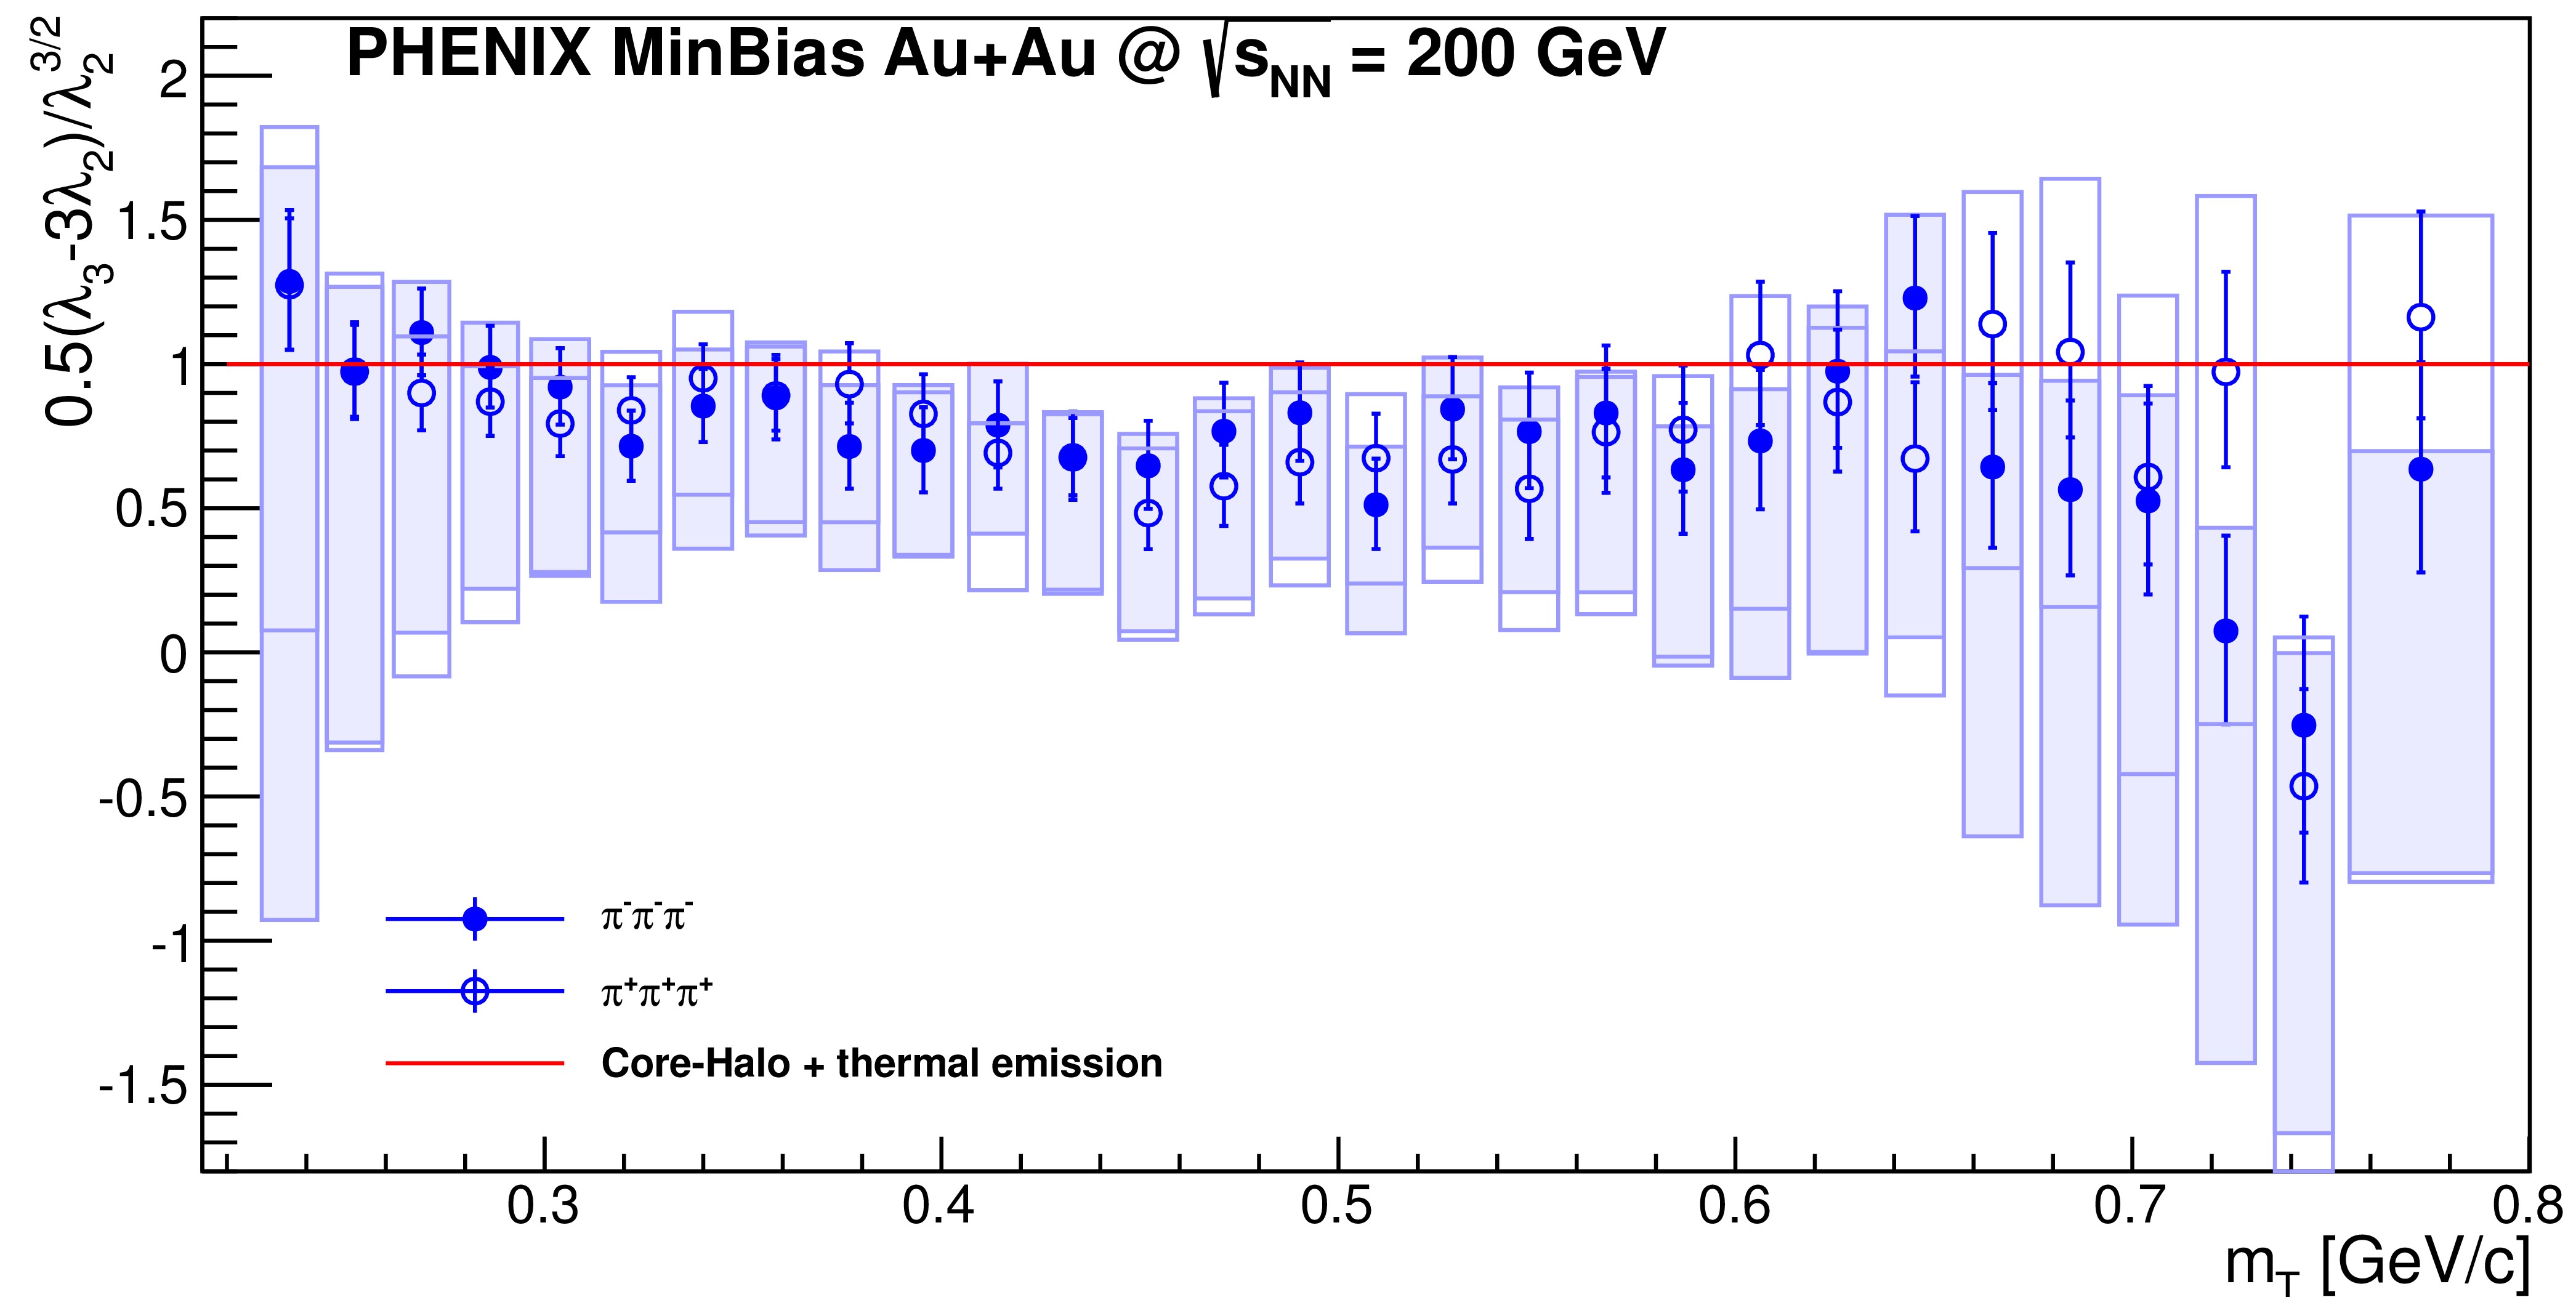 PHENIX MinBias Au+Au @ √sNN = 200 GeV
0.5(λ3-3λ2)/λ2^3/2
2
1.5
1
0.5
0
-0.5
-1
-1.5
π-π-π-
π+π+π+
Core-Halo + thermal emission
0.3 0.4 0.5 0.6 0.7 0.8
mT [GeV/c]